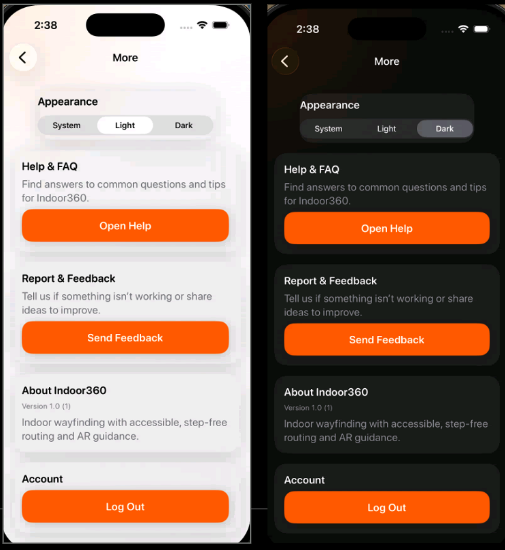 2:38
More
Appearance
System Light Dark
Help & FAQ
Find answers to common questions and tips
for Indoor360.
Open Help
Report & Feedback
Tell us if something isn't working or share
ideas to improve.
Send Feedback
About Indoor360
Version 1.0 (1)
Indoor wayfinding with accessible, step-free
routing and AR guidance.
Account
Log Out
2:38
More
Appearance
System Light Dark
Help & FAQ
Find answers to common questions and tips
for Indoor360.
Open Help
Report & Feedback
Tell us if something isn't working or share
ideas to improve.
Send Feedback
About Indoor360
Version 1.0 (1)
Indoor wayfinding with accessible, step-free
routing and AR guidance.
Account
Log Out